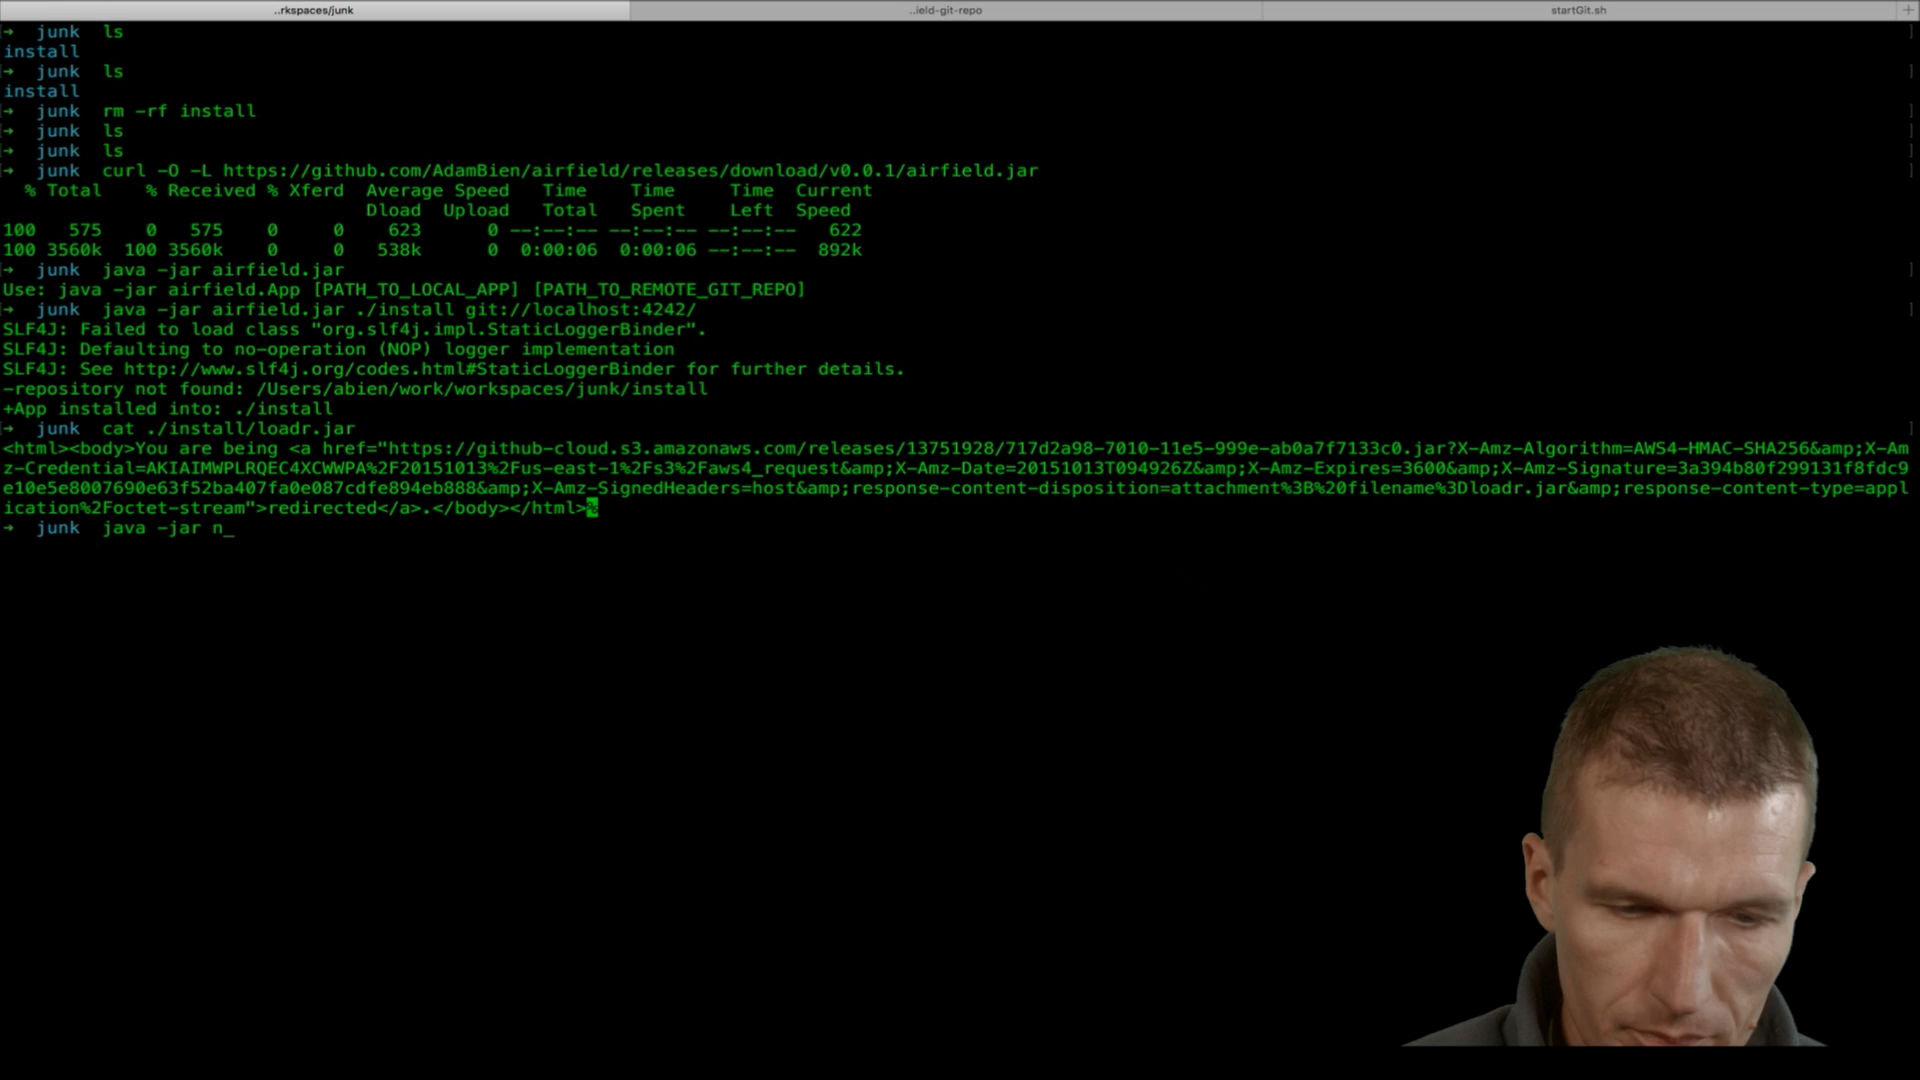 ..rkspaces/junk
..ield-git-repo
startGit.sh
+
→ junk ls
install
→ junk ls
install
→ junk rm -rf install
→ junk ls
→ junk ls
→ junk curl -O -L https://github.com/AdamBien/airfield/releases/download/v0.0.1/airfield.jar
% Total % Received % Xferd Average Speed Time Time Time Current
Dload Upload Total Spent Left Speed
100 575 0 575 0 0 623 0 --:--:-- --:--:-- --:--:-- 622
100 3560k 100 3560k 0 0 538k 0 0:00:06 0:00:06 --:--:-- 892k
→ junk java -jar airfield.jar
Use: java -jar airfield.App [PATH_TO_LOCAL_APP] [PATH_TO_REMOTE_GIT_REPO]
→ junk java -jar airfield.jar ./install git://localhost:4242/
SLF4J: Failed to load class "org.slf4j.impl.StaticLoggerBinder".
SLF4J: Defaulting to no-operation (NOP) logger implementation
SLF4J: See http://www.slf4j.org/codes.html#StaticLoggerBinder for further details.
-repository not found: /Users/abien/work/workspaces/junk/install
+App installed into: ./install
→ junk cat ./install/loadr.jar
<html><body>You are being <a href="https://github-cloud.s3.amazonaws.com/releases/13751928/717d2a98-7010-11e5-999e-ab0a7f7133c0.jar?X-Amz-Algorithm=AWS4-HMAC-SHA256&amp;X-Am
z-Credential=AKIAIMWPLRQEC4XCWWPA%2F20151013%2Fus-east-1%2Fs3%2Faws4_request&amp;X-Amz-Date=20151013T094926Z&amp;X-Amz-Expires=3600&amp;X-Amz-Signature=3a394b80f299131f8fdc9
e10e5e8007690e63f52ba407fa0e087cdfe894eb888&amp;X-Amz-SignedHeaders=host&amp;response-content-disposition=attachment%3B%20filename%3Dloadr.jar&amp;response-content-type=appl
ication%2Foctet-stream">redirected</a>.</body></html>%
→ junk java -jar n_